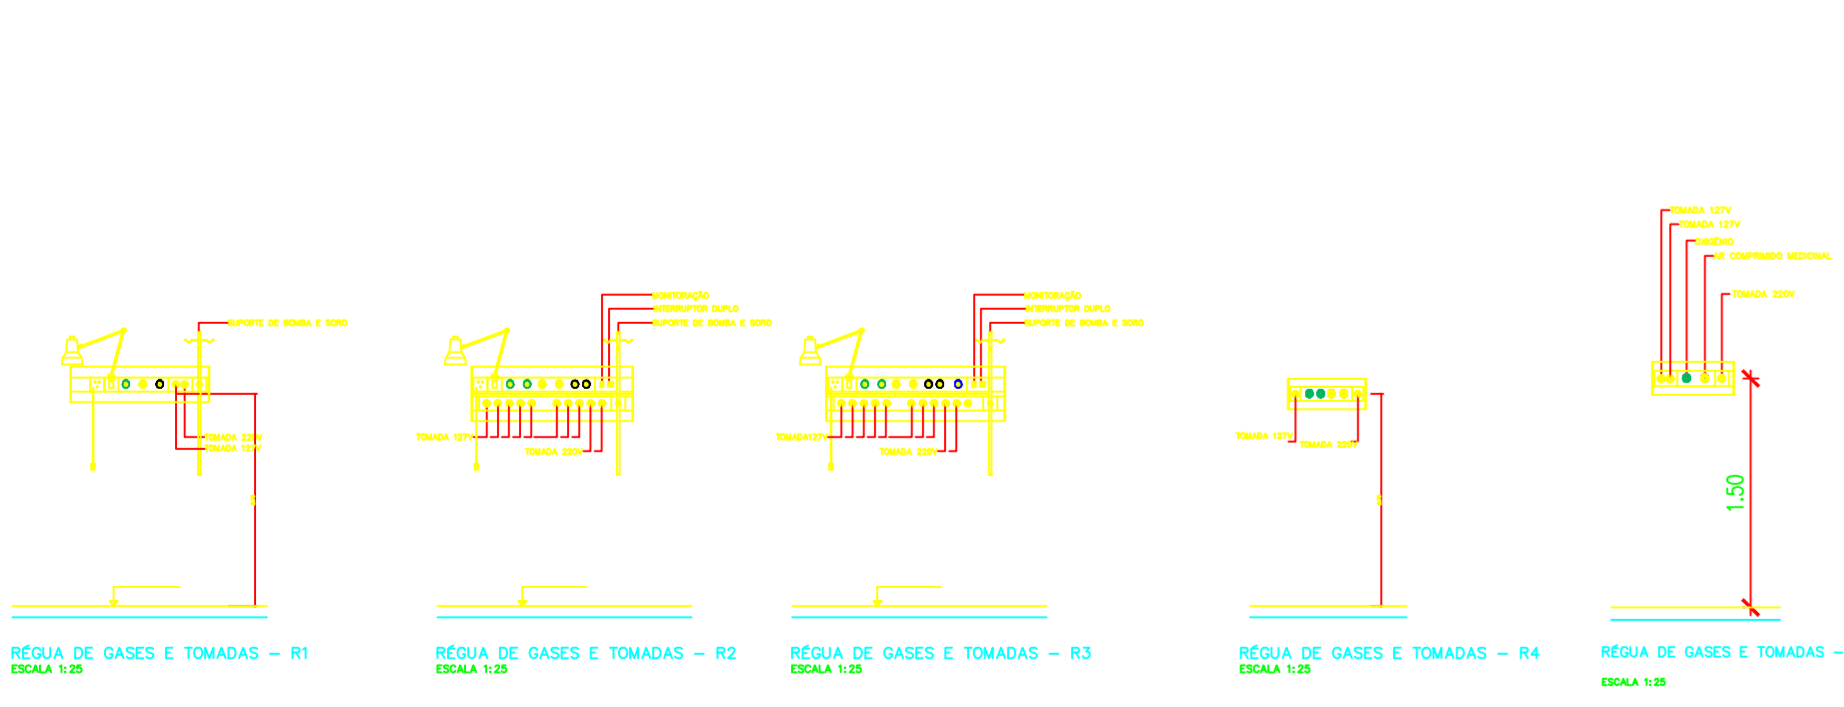 SUPORTE DE BOMBA E SORO
TOMADA 220V
TOMADA 127V
RÉGUA DE GASES E TOMADAS - R1
ESCALA 1:25
MONITORAÇÃO
INTERRUPTOR DUPLO
SUPORTE DE BOMBA E SORO
TOMADA 127V
TOMADA 220V
RÉGUA DE GASES E TOMADAS - R2
ESCALA 1:25
MONITORAÇÃO
INTERRUPTOR DUPLO
SUPORTE DE BOMBA E SORO
TOMADA127V
TOMADA 220V
RÉGUA DE GASES E TOMADAS - R3
ESCALA 1:25
TOMADA 127V
TOMADA 220V
RÉGUA DE GASES E TOMADAS - R4
ESCALA 1:25
TOMADA 127V
TOMADA 127V
OXIGÊNIO
AR COMPRIMIDO MEDICINAL
TOMADA 220V
1.50
RÉGUA DE GASES E TOMADAS -
ESCALA 1:25